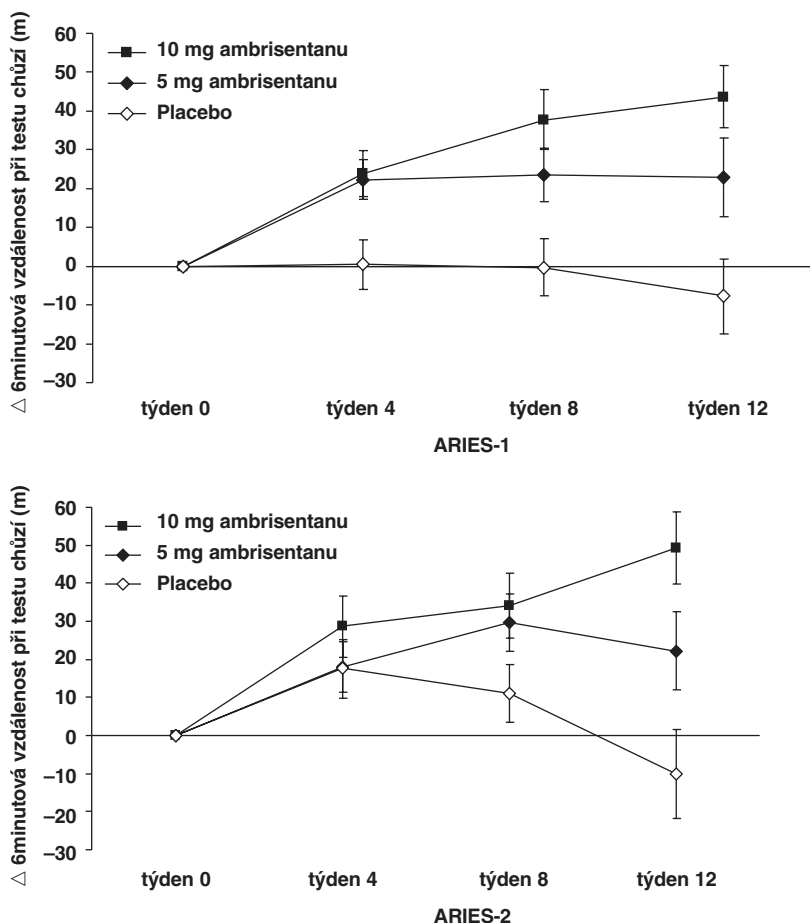 △ 6minutová vzdálenost při testu chůzí (m)
60
50
40
30
20
10
0
–10
–20
–30
10 mg ambrisentanu
5 mg ambrisentanu
Placebo
týden 0 týden 4 týden 8 týden 12
ARIES-1
△ 6minutová vzdálenost při testu chůzí (m)
60
50
40
30
20
10
0
–10
–20
–30
10 mg ambrisentanu
5 mg ambrisentanu
Placebo
týden 0 týden 4 týden 8 týden 12
ARIES-2